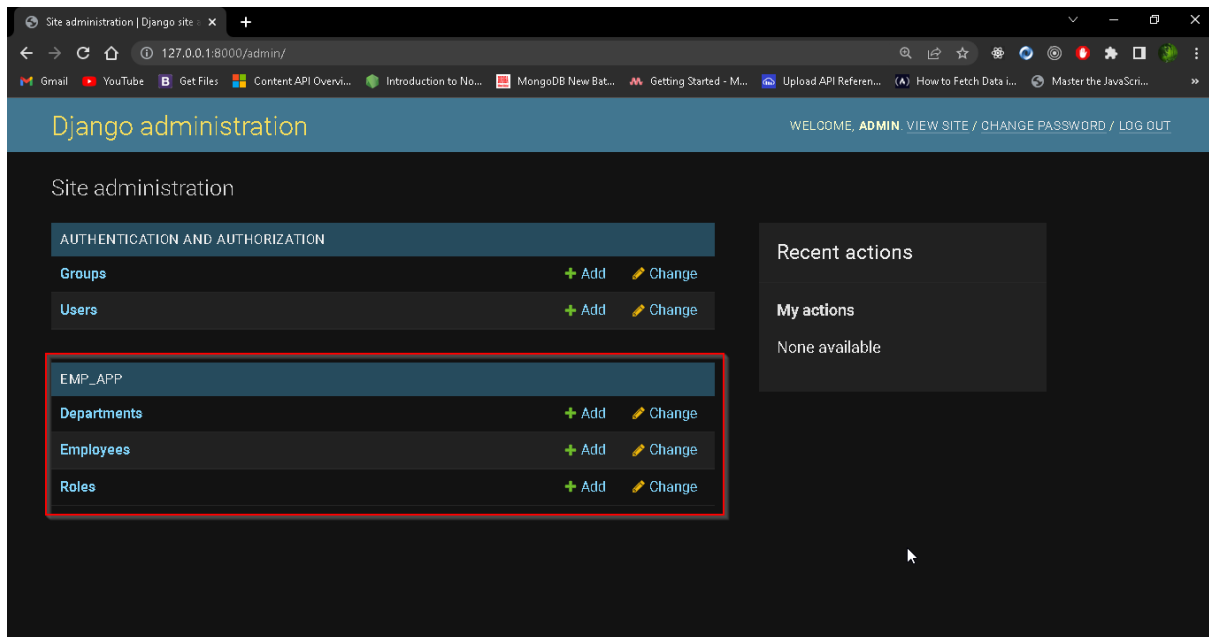 Site administration | Django site
127.0.0.1:8000/admin/
Gmail YouTube B Get Files Content API Overvi... Introduction to No... MongoDB New Bat... Getting Started - M... Upload API Referen... How to Fetch Data i... Master the JavaScri... »
Django administration WELCOME, ADMIN. VIEW SITE / CHANGE PASSWORD / LOG OUT
Site administration
AUTHENTICATION AND AUTHORIZATION
Groups Add Change
Users Add Change
EMP_APP
Departments Add Change
Employees Add Change
Roles Add Change
Recent actions
My actions
None available